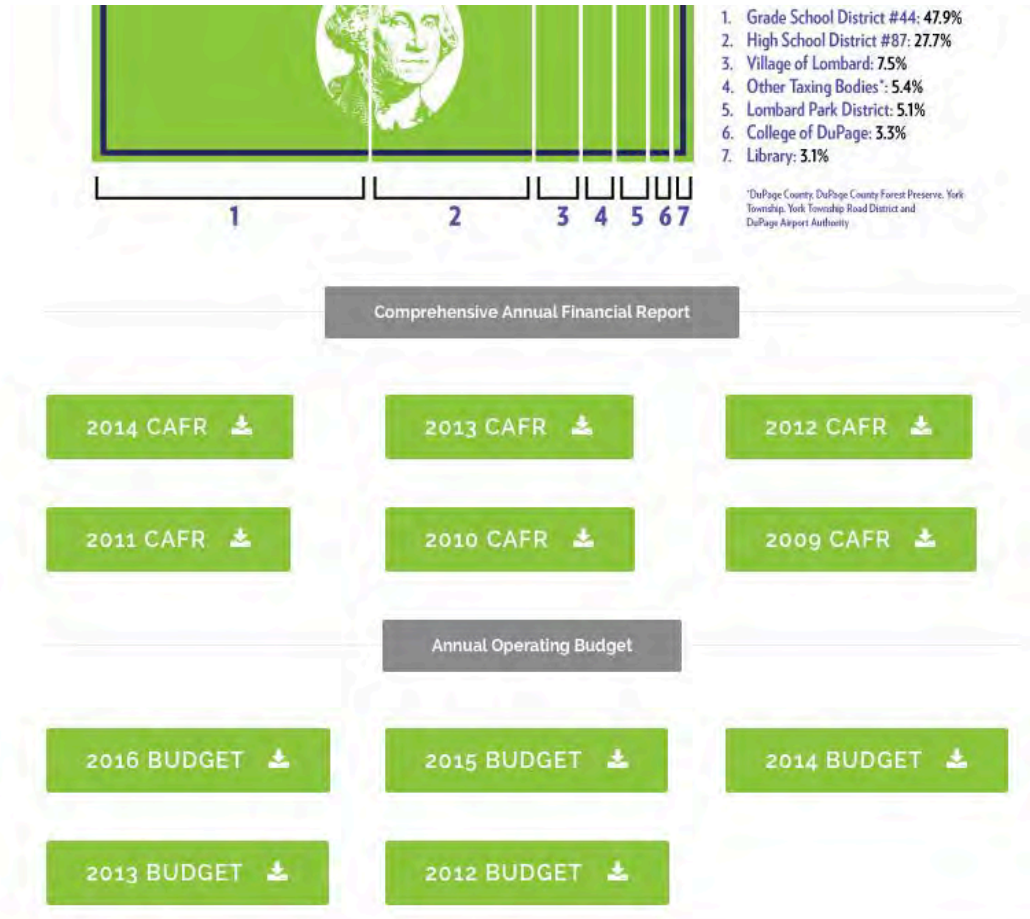 1. Grade School District #44: 47.9%
2. High School District #87: 27.7%
3. Village of Lombard: 7.5%
4. Other Taxing Bodies*: 5.4%
5. Lombard Park District: 5.1%
6. College of DuPage: 3.3%
7. Library: 3.1%
*DuPage County, DuPage County Forest Preserve, York
Township, York Township Road District and
DuPage Airport Authority
1 2 3 4 5 6 7
Comprehensive Annual Financial Report
2014 CAFR 2013 CAFR 2012 CAFR
2011 CAFR 2010 CAFR 2009 CAFR
Annual Operating Budget
2016 BUDGET 2015 BUDGET 2014 BUDGET
2013 BUDGET 2012 BUDGET